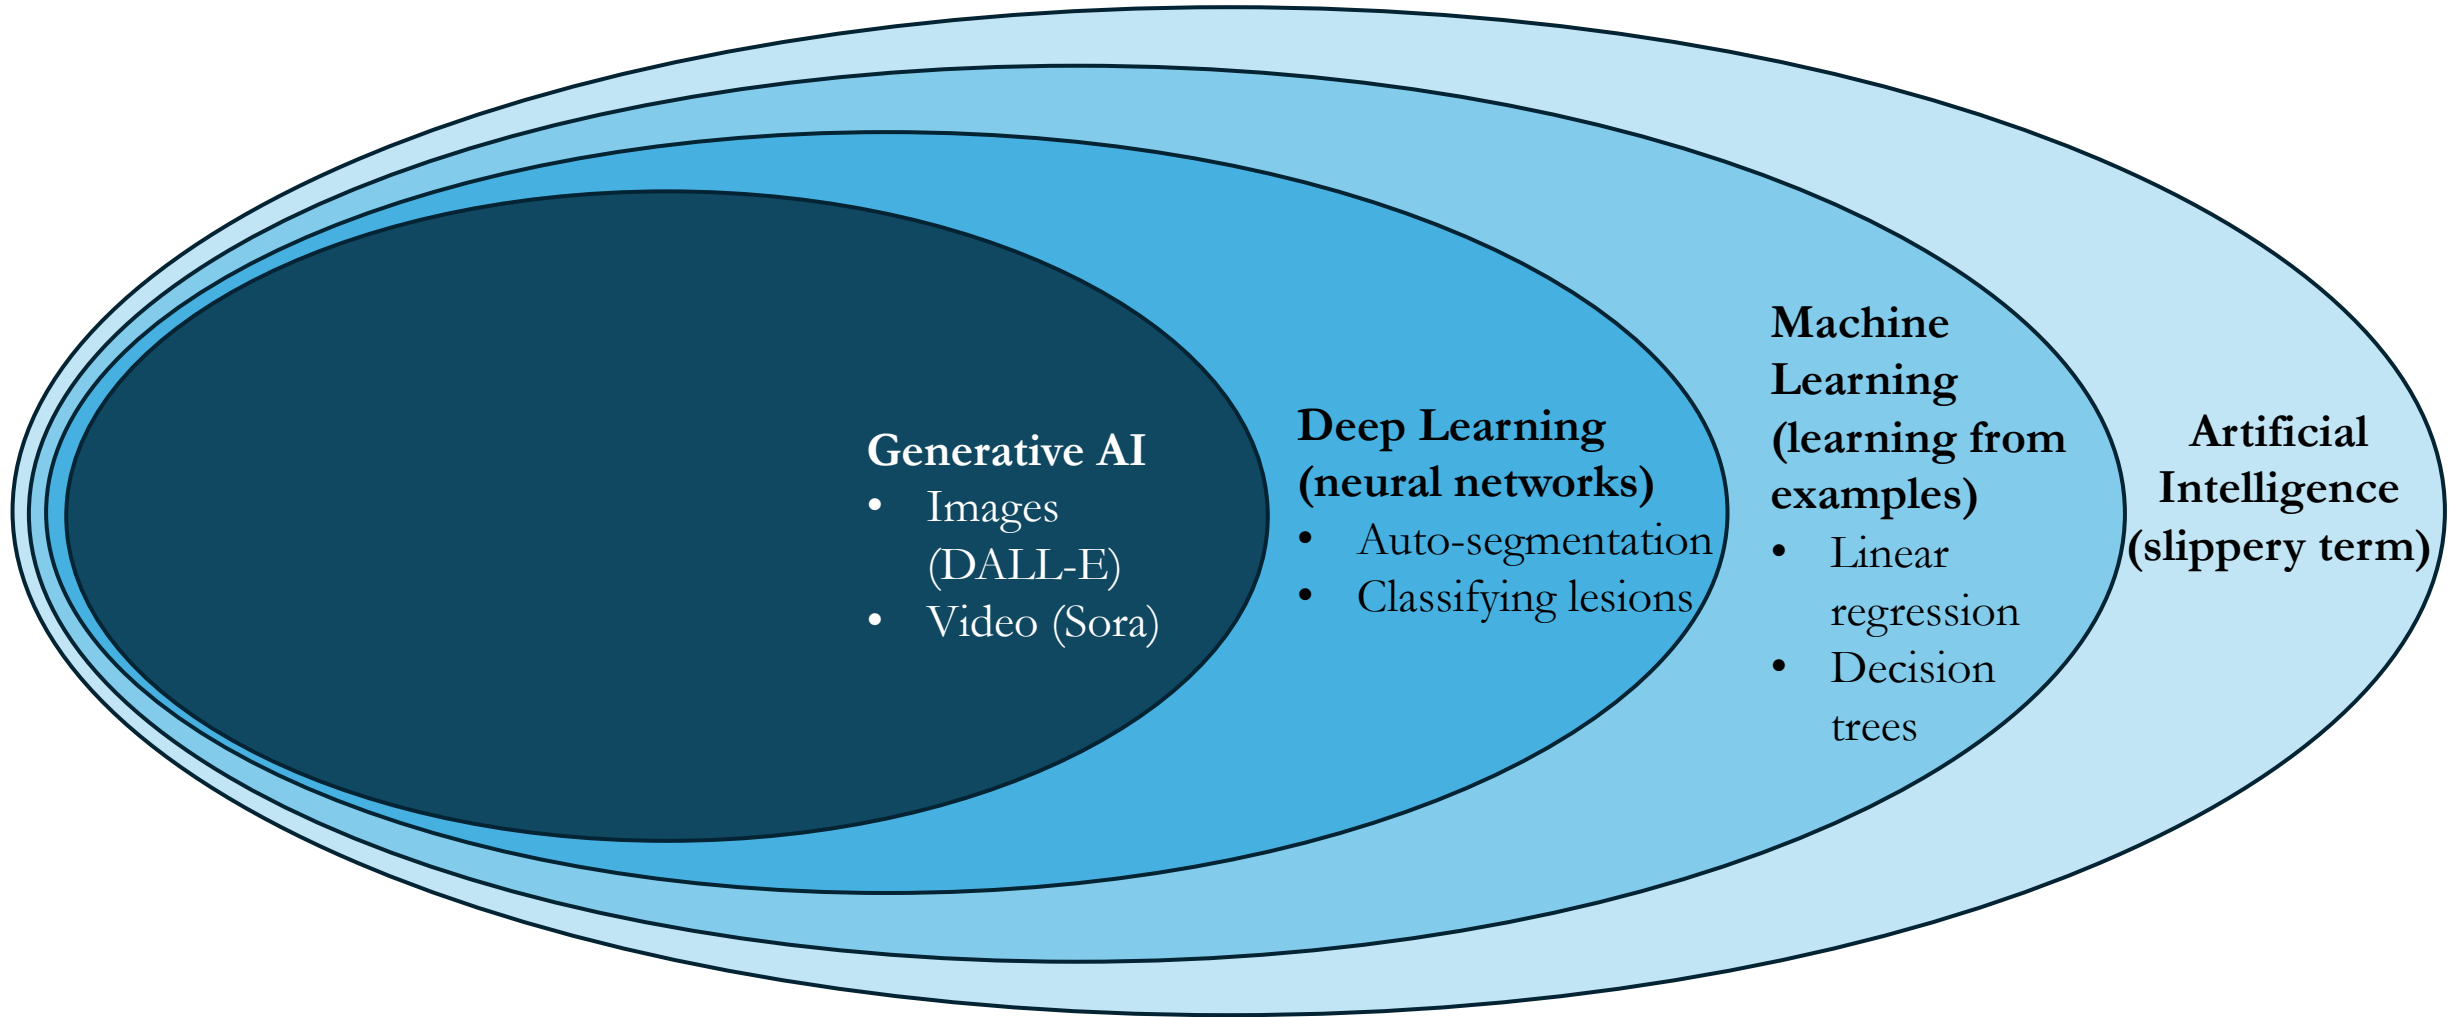 Generative AI
• Images
(DALL-E)
• Video (Sora)
Deep Learning
(neural networks)
• Auto-segmentation
• Classifying lesions
Machine
Learning
(learning from
examples)
• Linear
regression
• Decision
trees
Artificial
Intelligence
(slippery term)